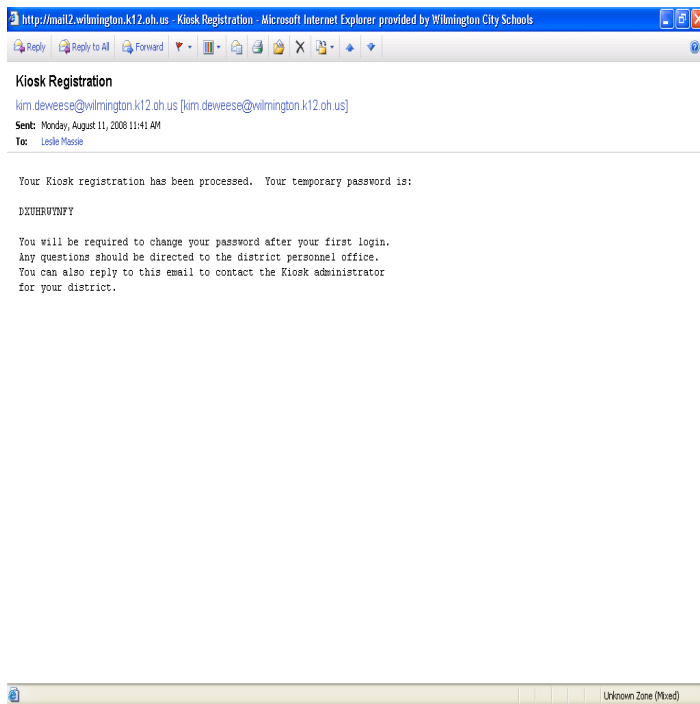 http://mail2.wilmington.k12.oh.us - Kiosk Registration - Microsoft Internet Explorer provided by Wilmington City Schools
Reply Reply to All Forward
Kiosk Registration
kim.deweese@wilmington.k12.oh.us [kim.deweese@wilmington.k12.oh.us]
Sent: Monday, August 11, 2008 11:41 AM
To: Leslie Massie
Your Kiosk registration has been processed.  Your temporary password is:
DXUHRWYNFY
You will be required to change your password after your first login.
Any questions should be directed to the district personnel office.
You can also reply to this email to contact the Kiosk administrator
for your district.
Unknown Zone (Mixed)